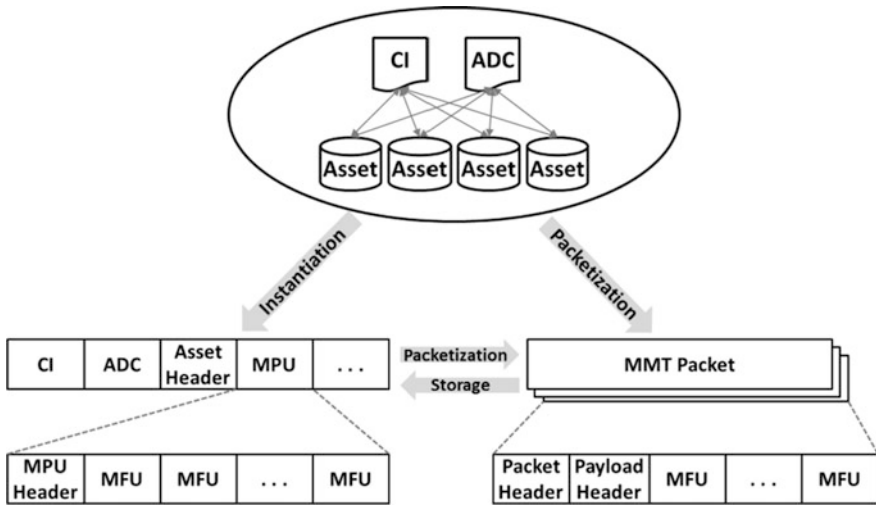 CI ADC
Asset Asset Asset Asset
Instantiation
Packetization
CI ADC Asset Header MPU . . .
Packetization
Storage
MMT Packet
MPU Header MFU MFU . . . MFU
Packet Header Payload Header MFU . . . MFU